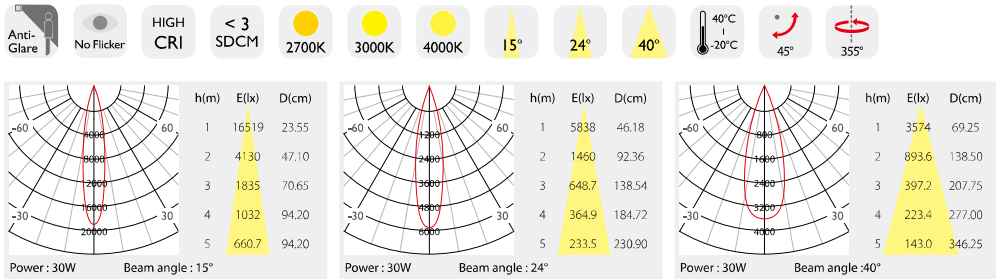 Anti-
Glare
No Flicker
HIGH
CRI
< 3
SDCM
2700K
3000K
4000K
15°
24°
40°
40°C
-20°C
45°
355°
h(m) E(lx) D(cm)
1 16519 23.55
2 4130 47.10
3 1835 70.65
4 1032 94.20
5 660.7 94.20
-60 60
-30 30
4000
8000
12000
16000
20000
Power : 30W Beam angle : 15°
h(m) E(lx) D(cm)
1 5838 46.18
2 1460 92.36
3 648.7 138.54
4 364.9 184.72
5 233.5 230.90
-60 60
-30 30
1200
2400
3600
4800
6000
Power : 30W Beam angle : 24°
h(m) E(lx) D(cm)
1 3574 69.25
2 893.6 138.50
3 397.2 207.75
4 223.4 277.00
5 143.0 346.25
-60 60
-30 30
800
1600
2400
3200
4000
Power : 30W Beam angle :40°